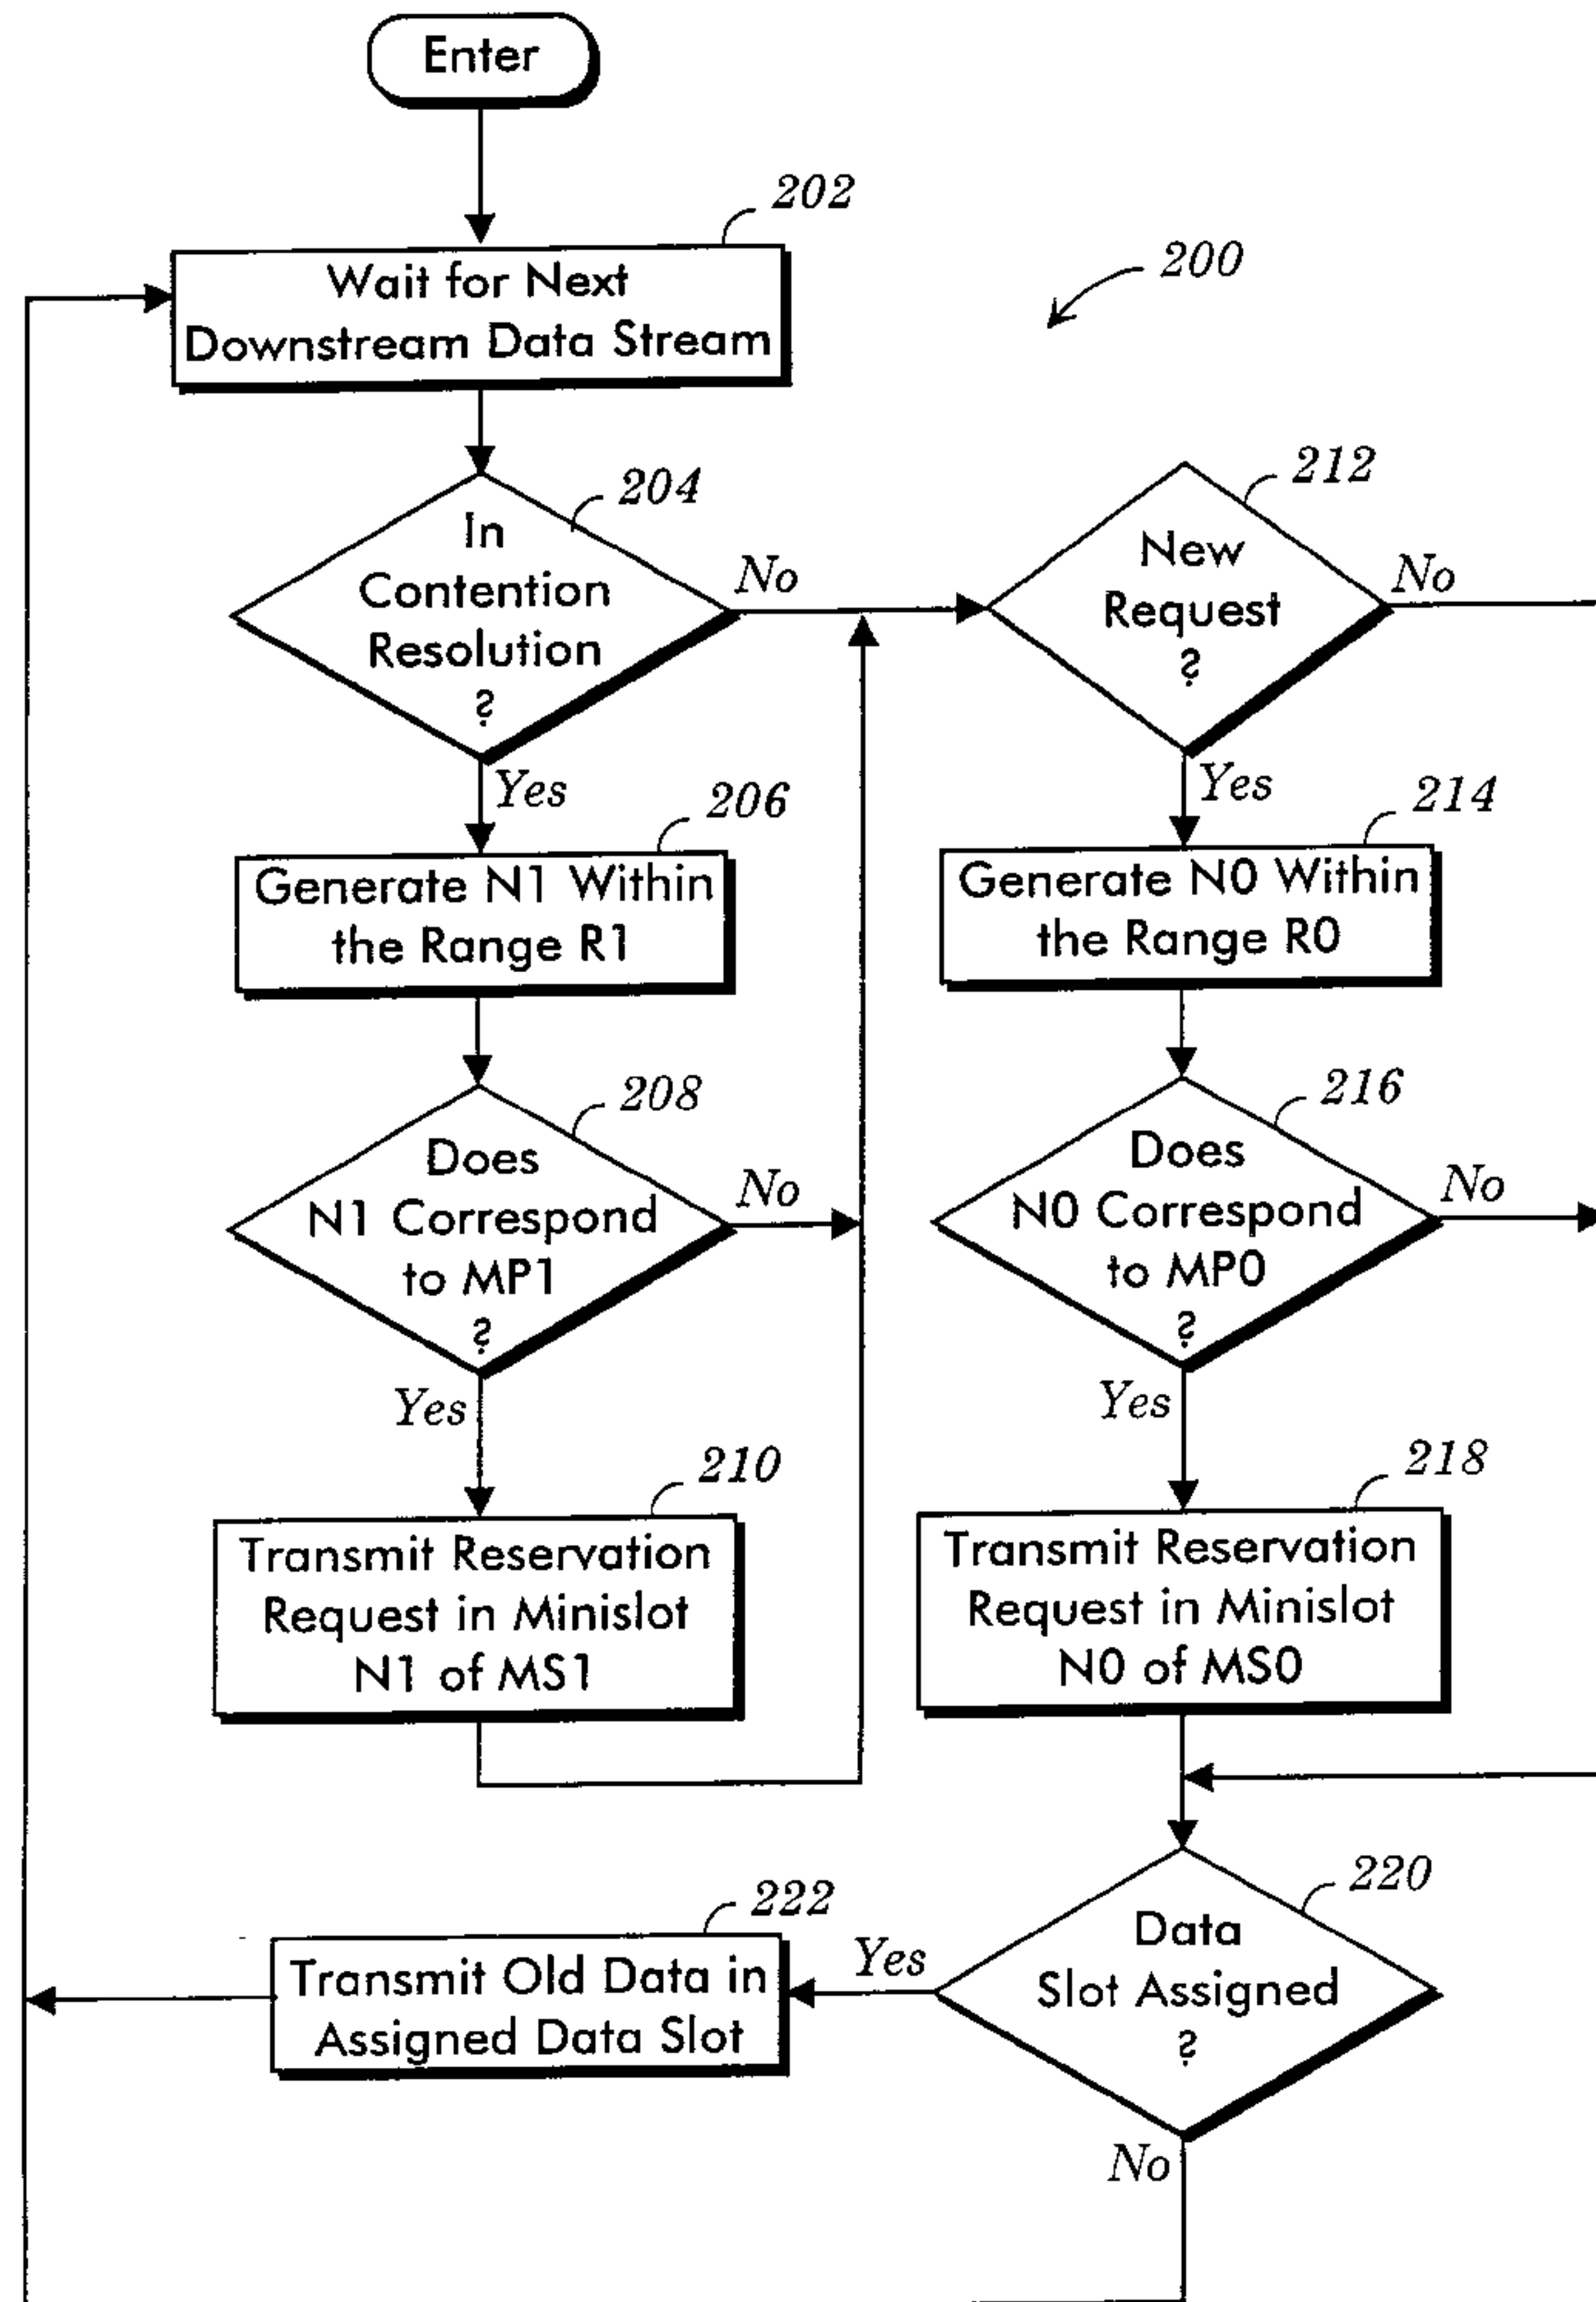 Enter
202
Wait for Next
Downstream Data Stream
200
204
In
Contention
Resolution
?
No
Yes
206
Generate N1 Within
the Range R1
208
Does
N1 Correspond
to MP1
?
No
Yes
210
Transmit Reservation
Request in Minislot
N1 of MS1
212
New
Request
?
No
Yes
214
Generate N0 Within
the Range R0
216
Does
N0 Correspond
to MP0
?
No
Yes
218
Transmit Reservation
Request in Minislot
N0 of MS0
220
Data
Slot Assigned
?
Yes
No
222
Transmit Old Data in
Assigned Data Slot